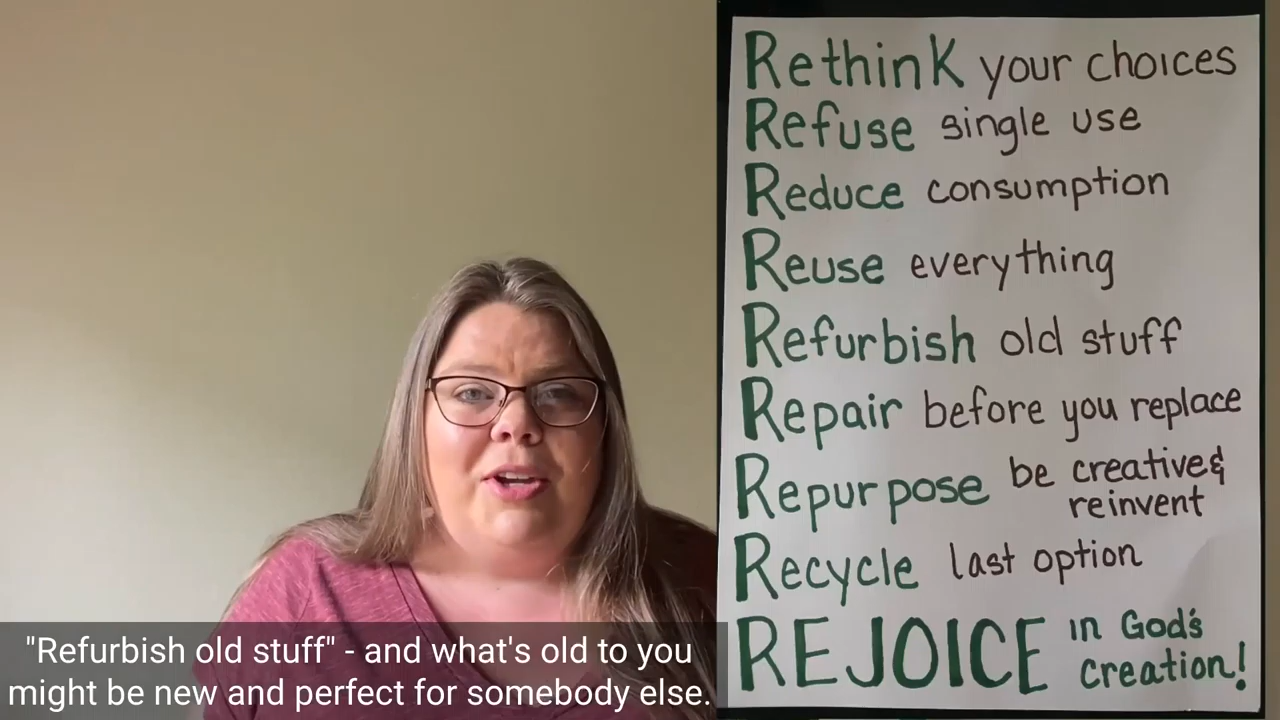 Rethink your choices
Refuse single use
Reduce consumption
Reuse everything
Refurbish old stuff
Repair before you replace
Repurpose be creative &
reinvent
Recycle last option
REJOICE in God's
creation!
"Refurbish old stuff" - and what's old to you
might be new and perfect for somebody else.